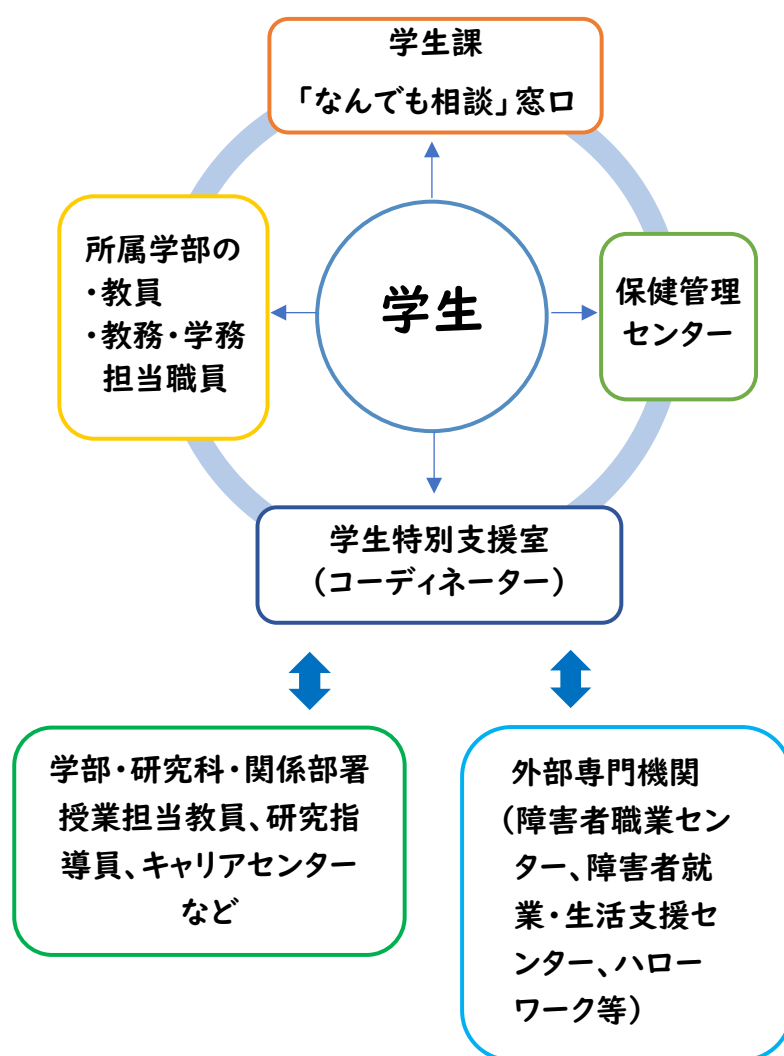 学生課
「なんでも相談」窓口
所属学部の
・教員
・教務・学務
担当職員
学生
保健管理
センター
学生特別支援室
(コーディネーター)
学部・研究科・関係部署
授業担当教員、研究指
導員、キャリアセンター
など
外部専門機関
(障害者職業セン
ター、障害者就
業・生活支援セ
ンター、ハロー
ワーク等)